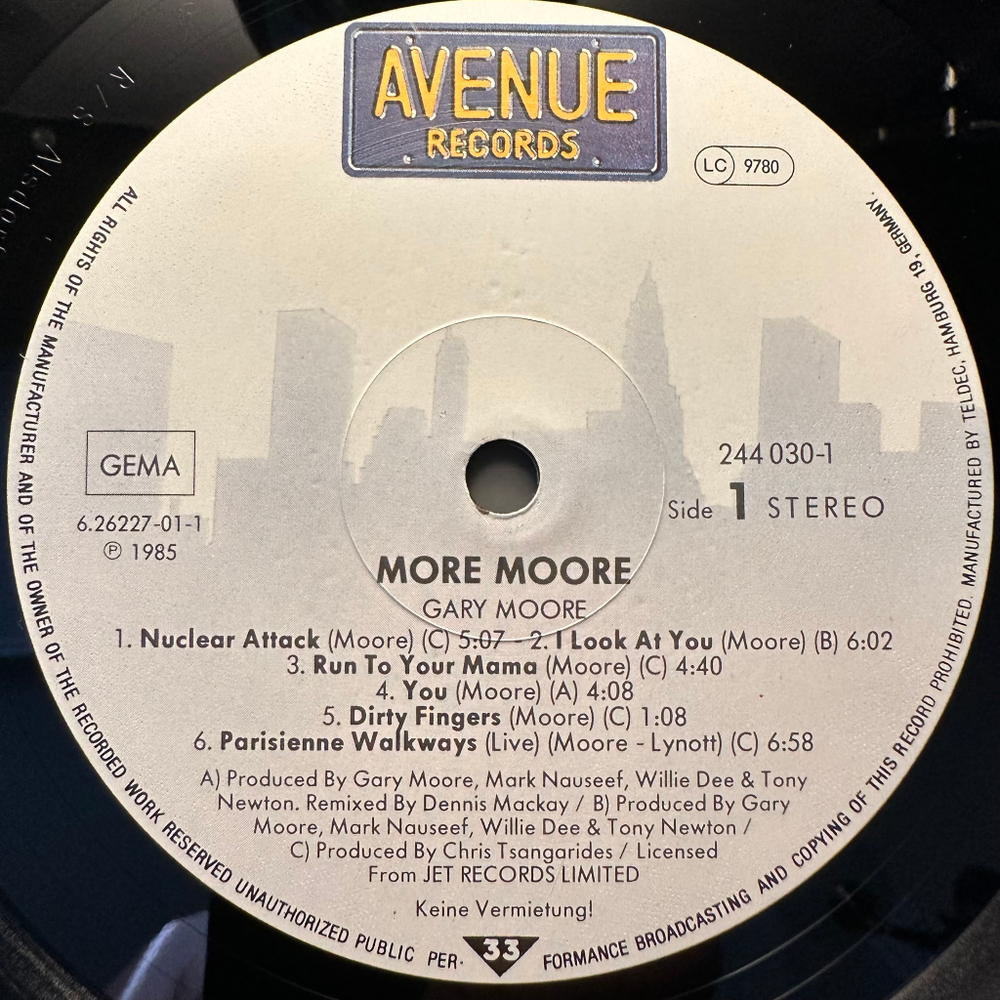 AVENUE
RECORDS
LC 9780
GEMA
6.26227-01-1
℗ 1985
244 030-1
Side 1 STEREO
MORE MOORE
GARY MOORE
1. Nuclear Attack (Moore) (C) 5:07 – 2. I Look At You (Moore) (B) 6:02
3. Run To Your Mama (Moore) (C) 4:40
4. You (Moore) (A) 4:08
5. Dirty Fingers (Moore) (C) 1:08
6. Parisienne Walkways (Live) (Moore - Lynott) (C) 6:58
A) Produced By Gary Moore, Mark Nauseef, Willie Dee & Tony
Newton. Remixed By Dennis Mackay / B) Produced By Gary
Moore, Mark Nauseef, Willie Dee & Tony Newton /
C) Produced By Chris Tsangarides / Licensed
From JET RECORDS LIMITED
Keine Vermietung!
33
ALL RIGHTS OF THE MANUFACTURER AND OF THE OWNER OF THE RECORDED WORK RESERVED UNAUTHORIZED PUBLIC PER- FORMANCE BROADCASTING AND COPYING OF THIS RECORD PROHIBITED. MANUFACTURED BY TELDEC, HAMBURG 19, GERMANY.
R/S